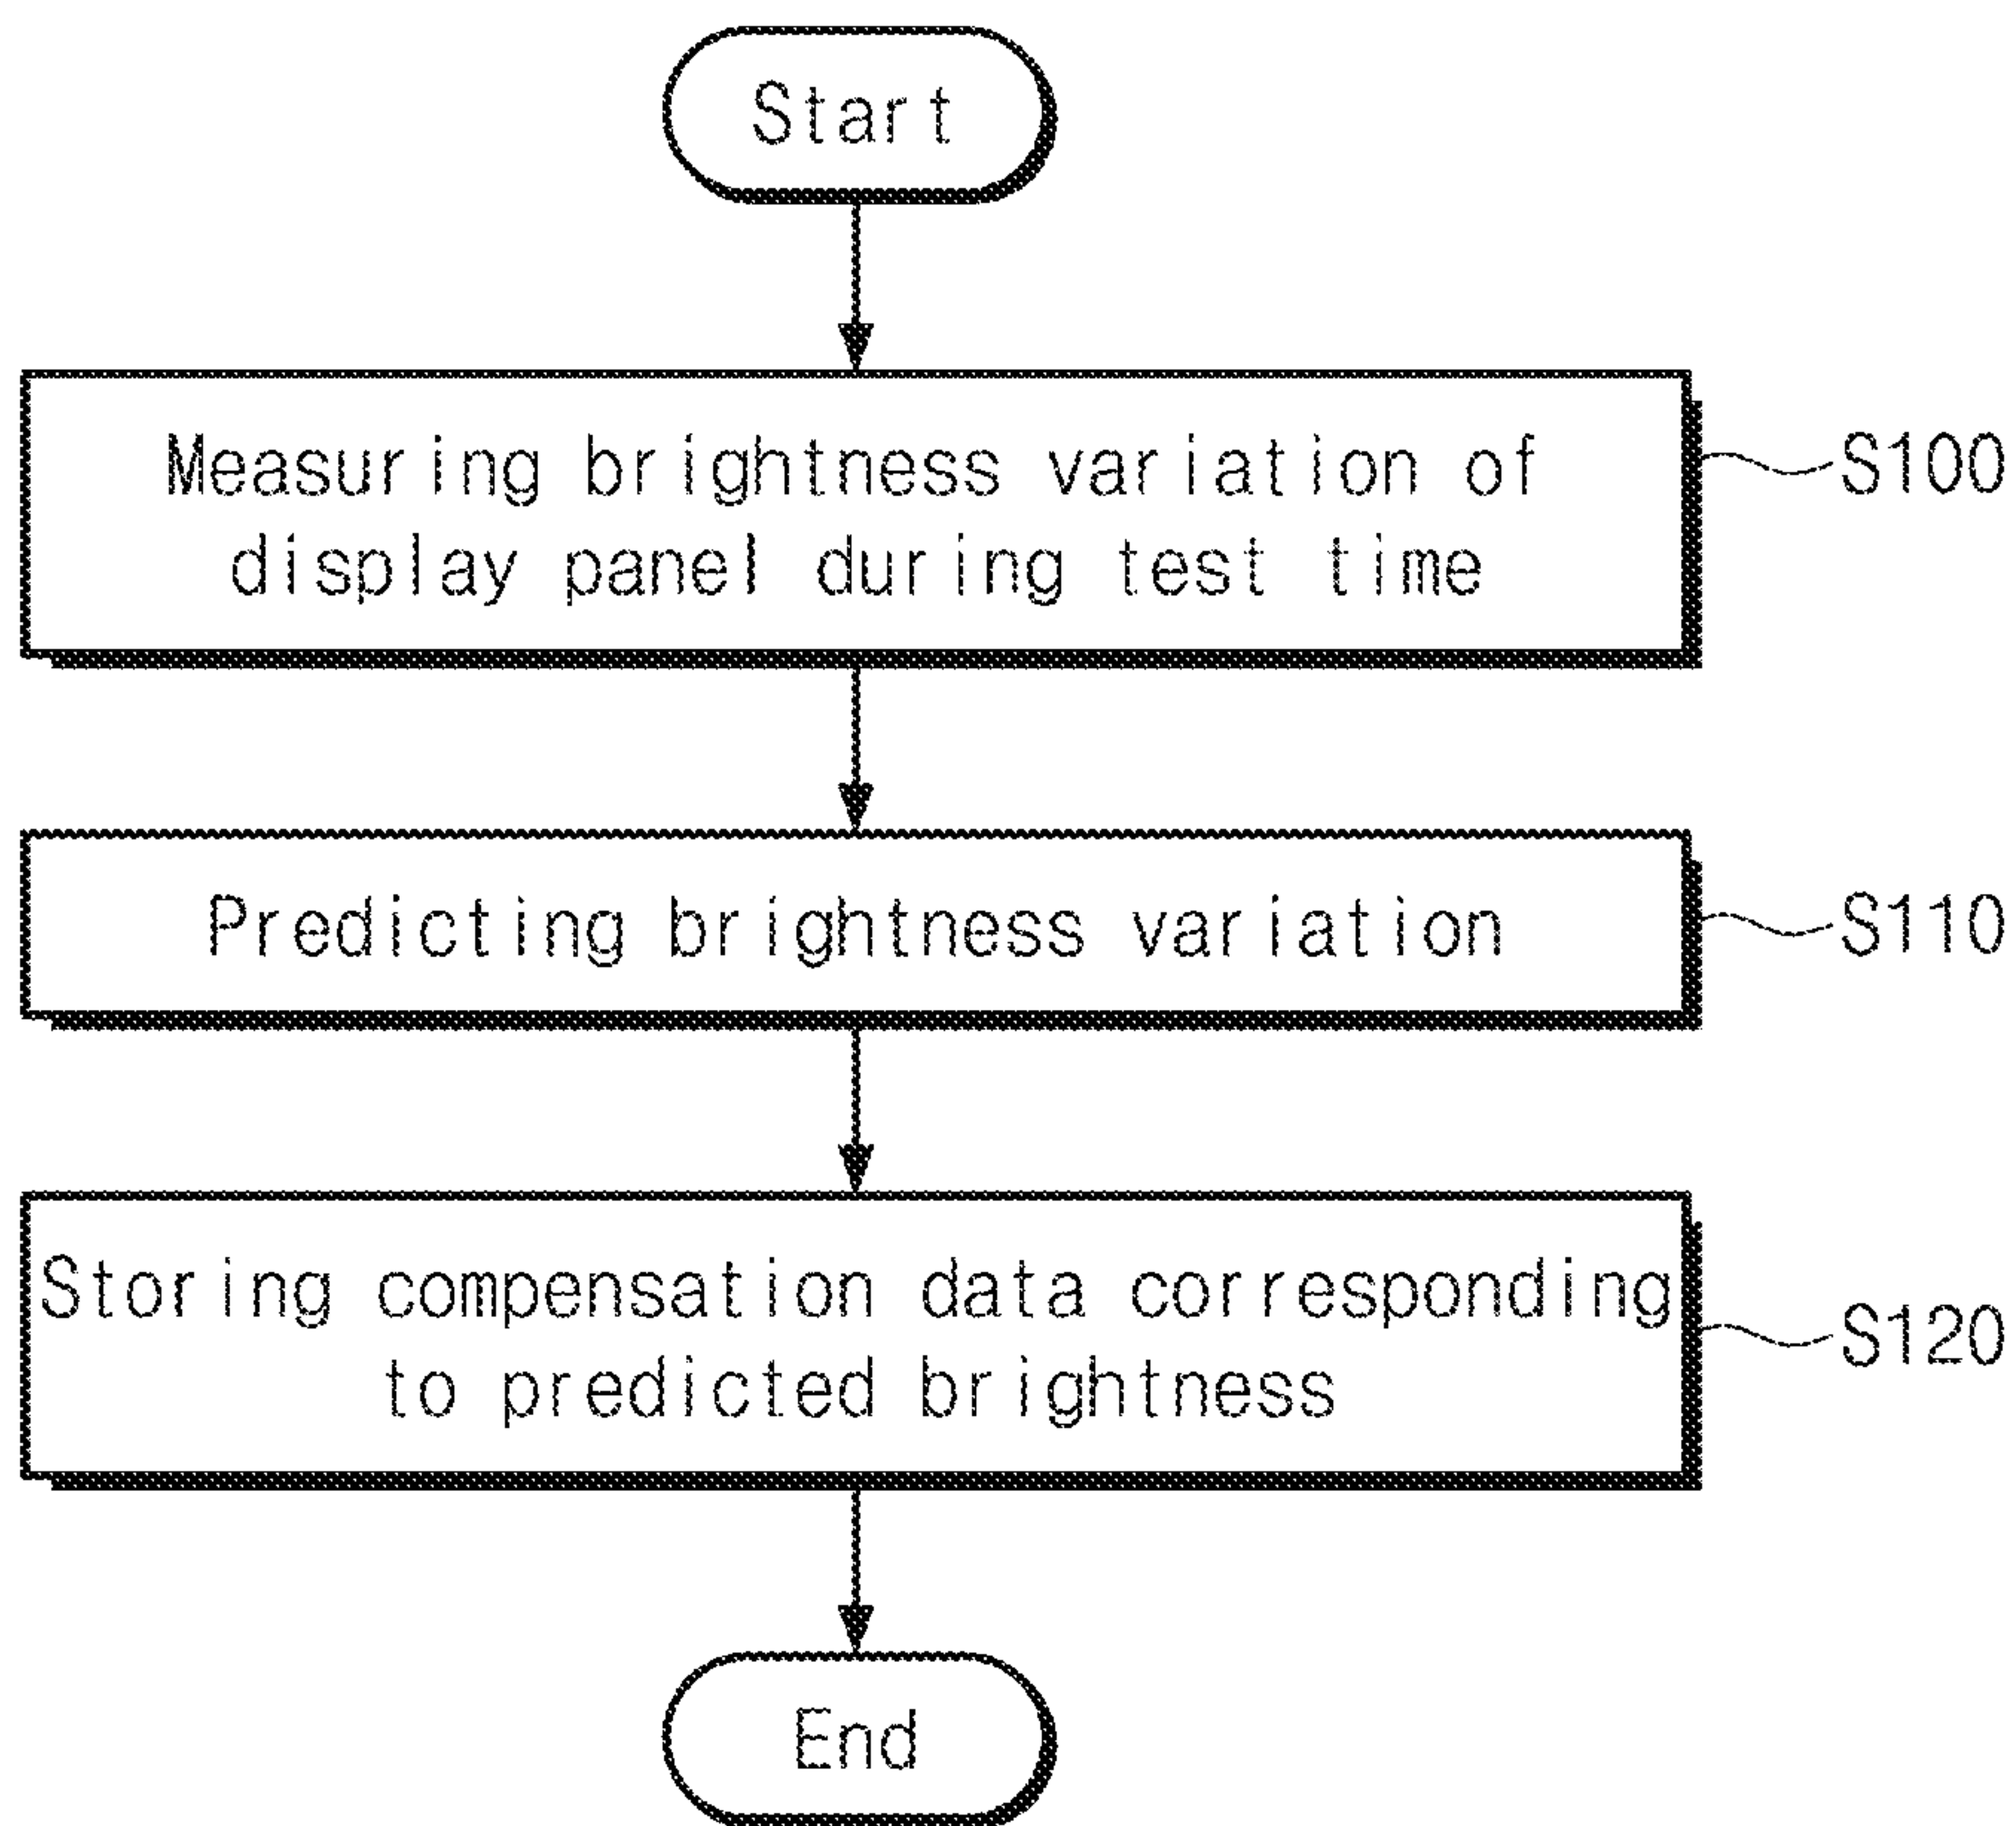 Start
Measuring brightness variation of
display panel during test time
S100
Predicting brightness variation
S110
Storing compensation data corresponding
to predicted brightness
S120
End